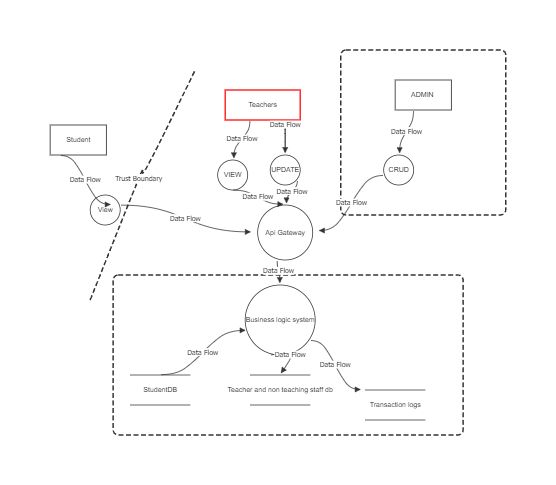 Teachers
ADMIN
Data Flow
Data Flow
Data Flow
Student
VIEW
UPDATE
CRUD
Data Flow
Trust Boundary
Data Flow
Data Flow
Data Flow
View
Data Flow
Api Gateway
Data Flow
Business logic system
Data Flow
Data Flow
Data Flow
StudentDB
Teacher and non teaching staff db
Transaction logs